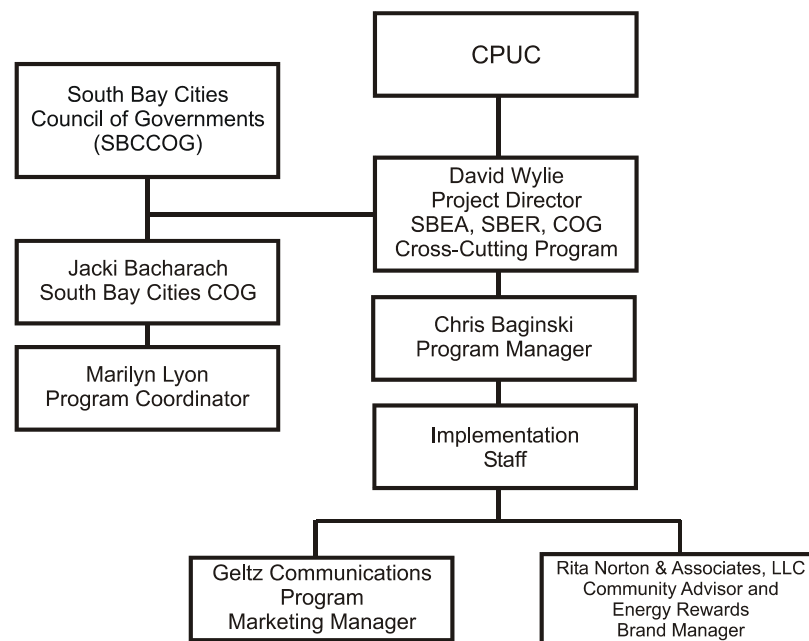 CPUC
South Bay Cities
Council of Governments
(SBCCOG)
David Wylie
Project Director
SBEA, SBER, COG
Cross-Cutting Program
Jacki Bacharach
South Bay Cities COG
Chris Baginski
Program Manager
Marilyn Lyon
Program Coordinator
Implementation
Staff
Geltz Communications
Program
Marketing Manager
Rita Norton & Associates, LLC
Community Advisor and
Energy Rewards
Brand Manager